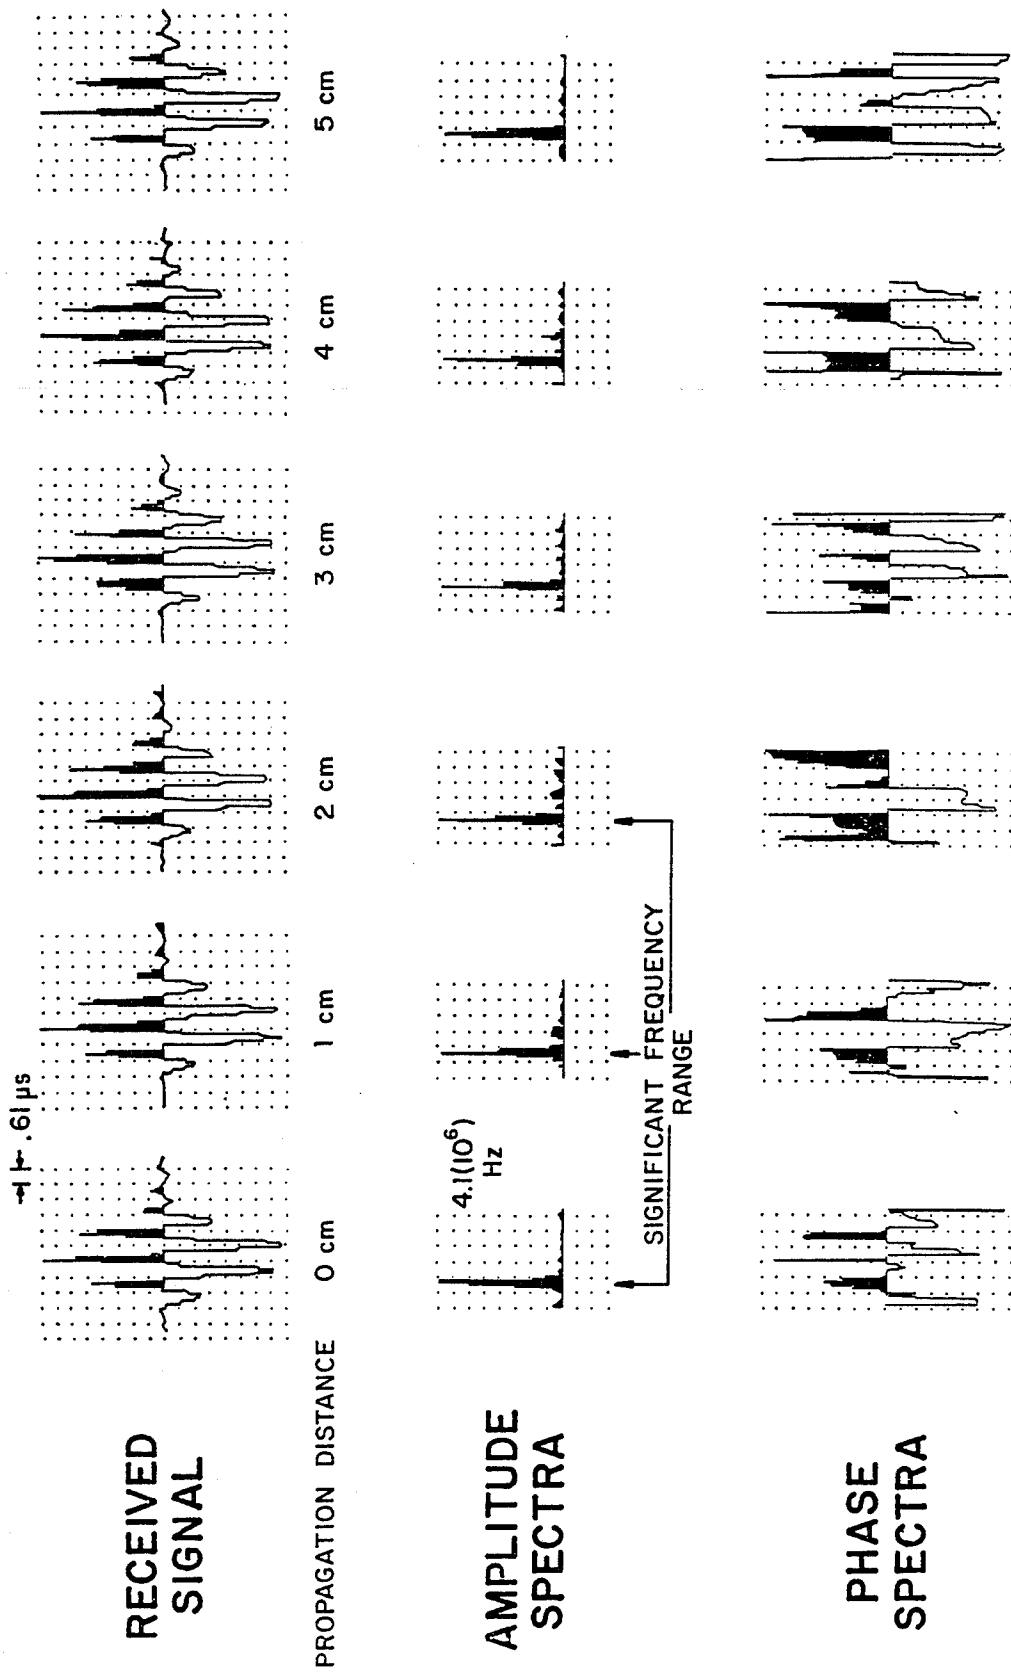 .61 μs
RECEIVED
SIGNAL
PROPAGATION DISTANCE
0 cm
1 cm
2 cm
3 cm
4 cm
5 cm
AMPLITUDE
SPECTRA
4.1(10⁶)
Hz
SIGNIFICANT FREQUENCY
RANGE
PHASE
SPECTRA